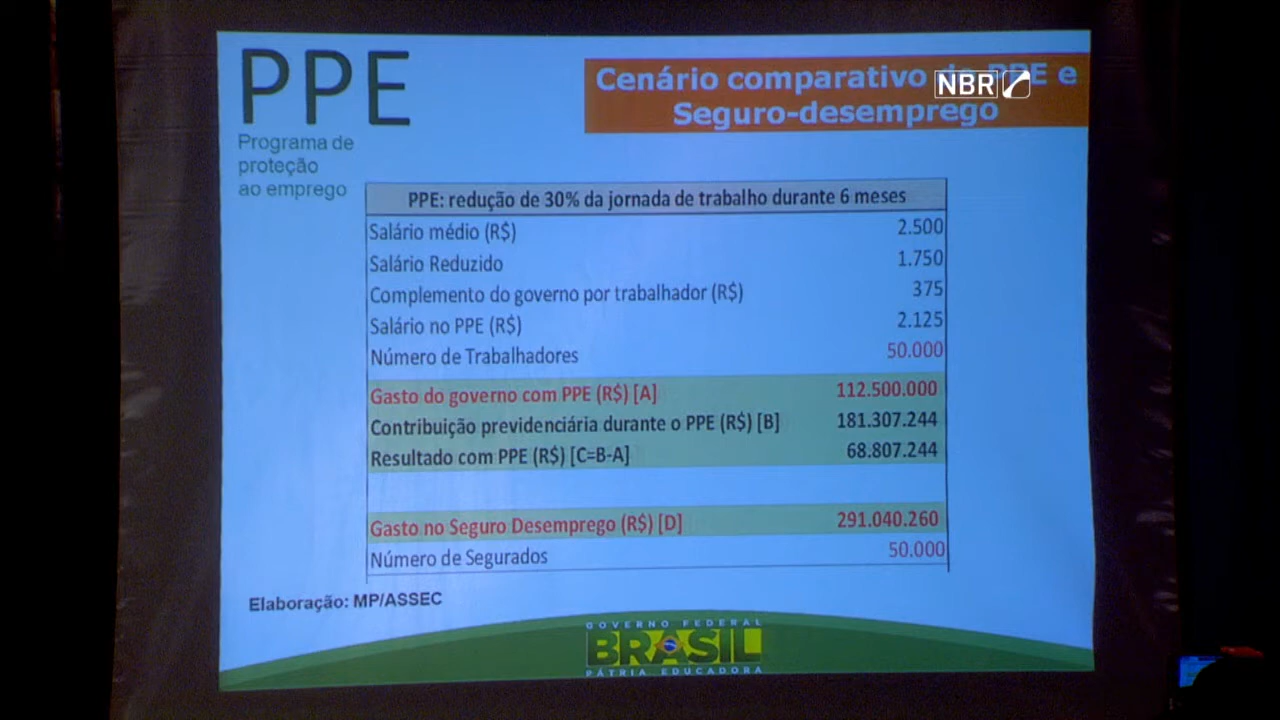 PPE
Programa de
proteção
ao emprego
Cenário comparativo do PPE e
Seguro-desemprego
NBR
PPE: redução de 30% da jornada de trabalho durante 6 meses
Salário médio (R$) 2.500
Salário Reduzido 1.750
Complemento do governo por trabalhador (R$) 375
Salário no PPE (R$) 2.125
Número de Trabalhadores 50.000
Gasto do governo com PPE (R$) [A] 112.500.000
Contribuição previdenciária durante o PPE (R$) [B] 181.307.244
Resultado com PPE (R$) [C=B-A] 68.807.244
Gasto no Seguro Desemprego (R$) [D] 291.040.260
Número de Segurados 50.000
Elaboração: MP/ASSEC
GOVERNO FEDERAL
BRASIL
PÁTRIA EDUCADORA